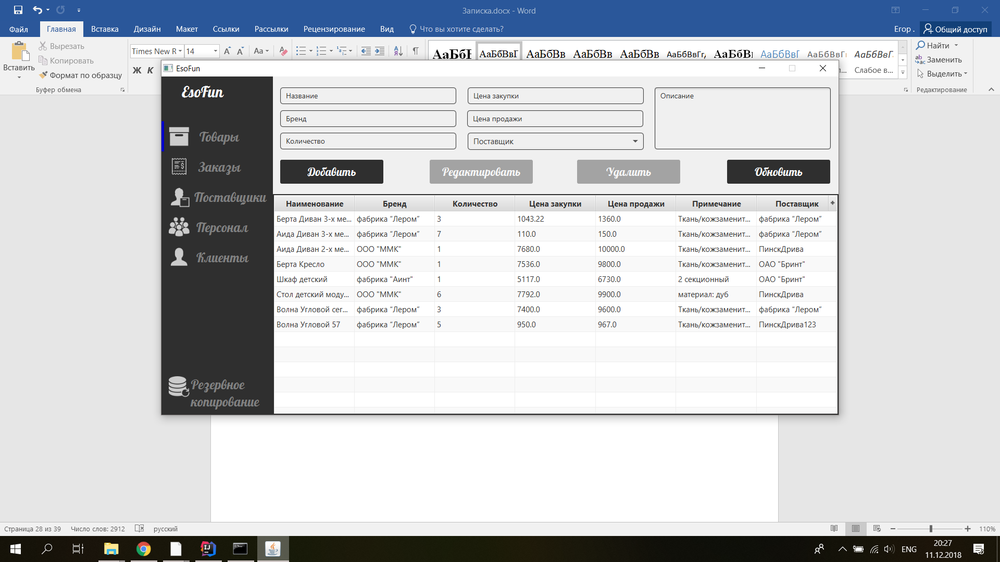 Записка.docx - Word
Файл Главная Вставка Дизайн Макет Ссылки Рассылки Рецензирование Вид Что вы хотите сделать? Егор . Общий доступ
Вставить
Вырезать
Копировать
Формат по образцу
Буфер обмена
Times New R 14 Aa
Ж К
АаБбВвГ АаБбВв АаБбВв АаБбВв АаБбВвГг, АаБбВвГ АаБбВвГг АаБбВвГ.
Слабое в...
Найти
Заменить
Выделить
Редактирование
EsoFun
EsoFun
Товары
Заказы
Поставщики
Персонал
Клиенты
Резервное
копирование
Название Цена закупки Описание
Бренд Цена продажи
Количество Поставщик
Добавить Редактировать Удалить Обновить
Наименование Бренд Количество Цена закупки Цена продажи Примечание Поставщик +
Берта Диван 3-х ме... фабрика “Лером” 3 1043.22 1360.0 Ткань/кожзаменит... фабрика “Лером”
Аида Диван 3-х ме... фабрика “Лером” 7 110.0 150.0 Ткань/кожзаменит... фабрика “Лером”
Аида Диван 2-х ме... ООО "ММК" 1 7680.0 10000.0 Ткань/кожзаменит... ПинскДрива
Берта Кресло ООО "ММК" 1 7536.0 9800.0 Ткань/кожзаменит... ОАО "Бринт"
Шкаф детский фабрика "Аинт" 1 5117.0 6730.0 2 секционный ОАО "Бринт"
Стол детский моду... ООО "ММК" 6 7792.0 9900.0 материал: дуб ПинскДрива
Волна Угловой сег... фабрика “Лером” 3 7400.0 9600.0 Ткань/кожзаменит... фабрика “Лером”
Волна Угловой 57 фабрика “Лером” 5 950.0 967.0 Ткань/кожзаменит... ПинскДрива123
Страница 28 из 39 Число слов: 2912 русский 110%
ENG 20:27
11.12.2018